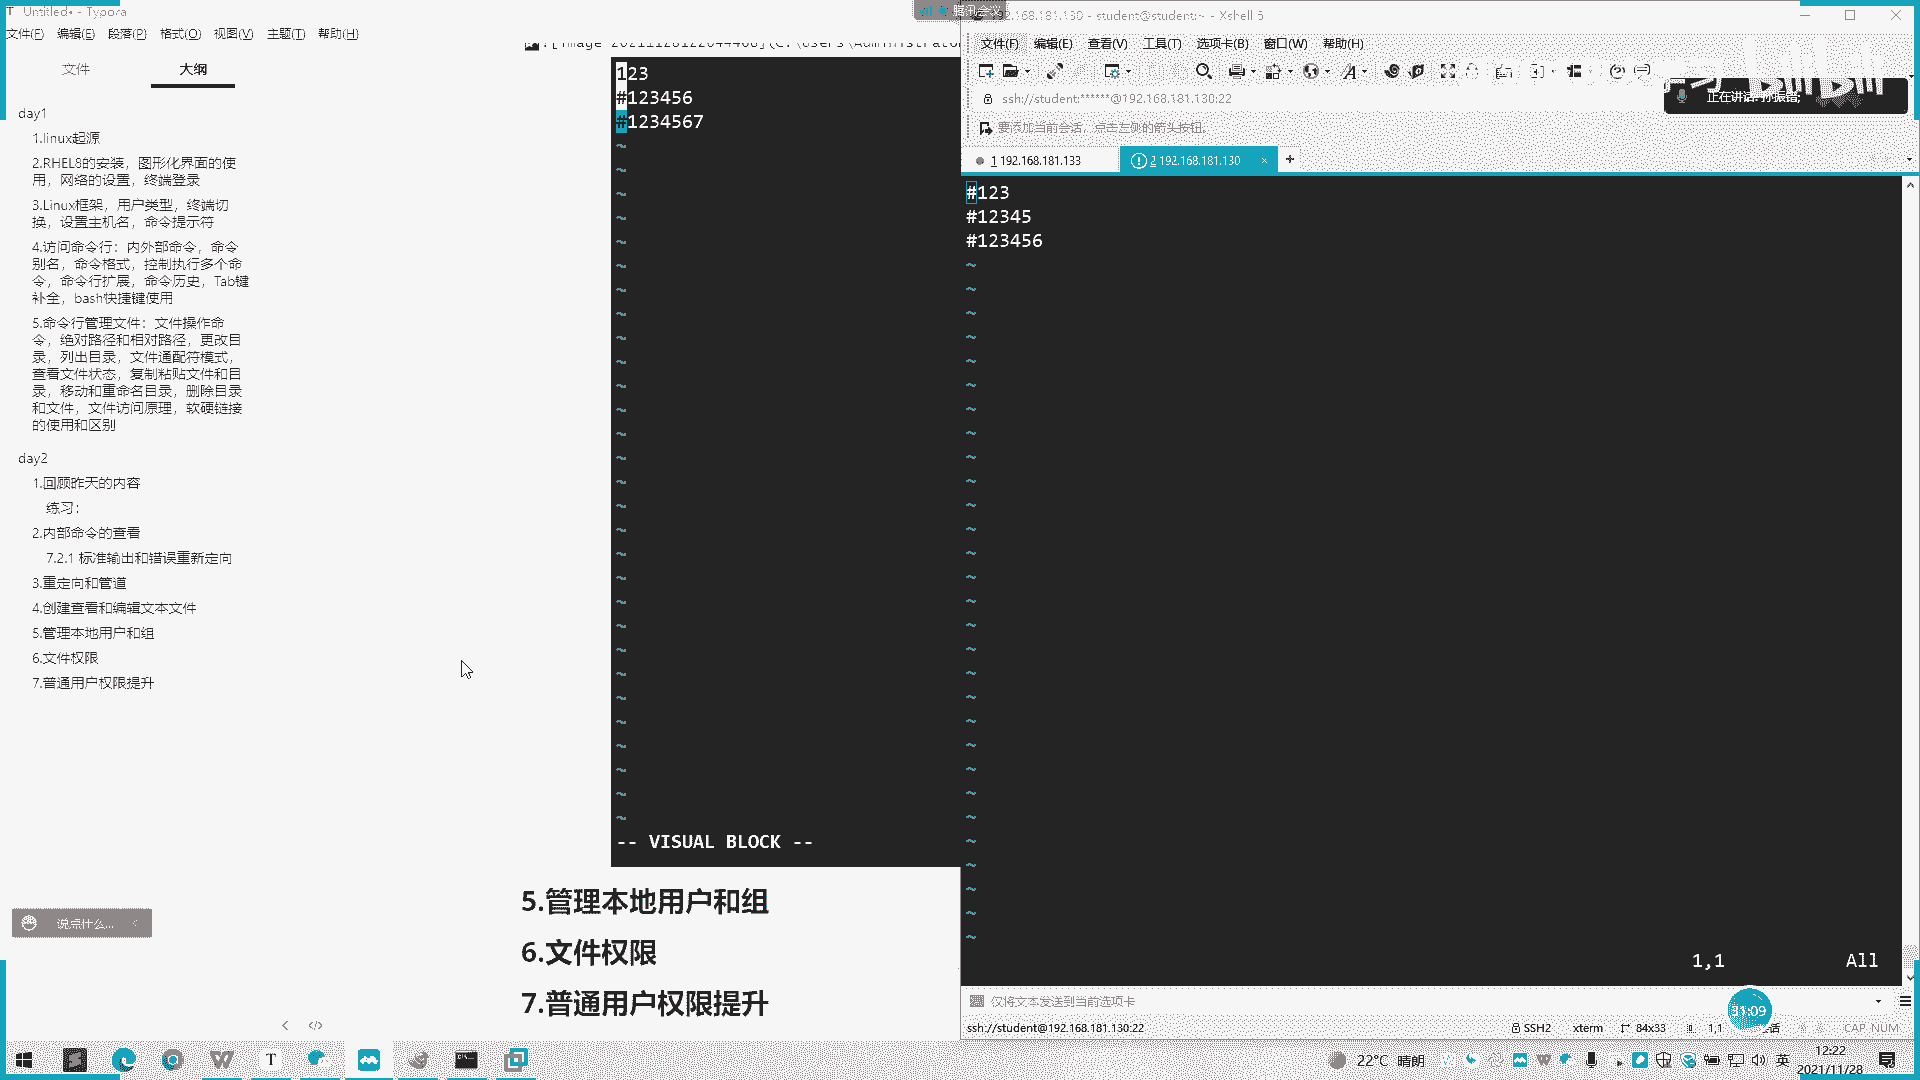 Untitled• - Typora
文件(F) 编辑(E) 段落(P) 格式(O) 视图(V) 主题(T) 帮助(H)
文件 大纲
day1
1.linux起源
2.RHEL8的安装，图形化界面的使
用，网络的设置，终端登录
3.Linux框架，用户类型，终端切
换，设置主机名，命令提示符
4.访问命令行：内外部命令，命令
别名，命令格式，控制执行多个命
令，命令行扩展，命令历史，Tab键
补全，bash快捷键使用
5.命令行管理文件：文件操作命
令，绝对路径和相对路径，更改目
录，列出目录，文件通配符模式，
查看文件状态，复制粘贴文件和目
录，移动和重命名目录，删除目录
和文件，文件访问原理，软硬链接
的使用和区别
day2
1.回顾昨天的内容
练习：
2.内部命令的查看
7.2.1 标准输出和错误重新定向
3.重定向和管道
4.创建查看和编辑文本文件
5.管理本地用户和组
6.文件权限
7.普通用户权限提升
说点什么...
123
#123456
#1234567
-- VISUAL BLOCK --
5.管理本地用户和组
6.文件权限
7.普通用户权限提升
腾讯会议
.168.181.130 - student@student:~ - Xshell 6
文件(F) 编辑(E) 查看(V) 工具(T) 选项卡(B) 窗口(W) 帮助(H)
ssh://student:******@192.168.181.130:22
正在讲话:
要添加当前会话，点击左侧的箭头按钮。
1 192.168.181.133
2 192.168.181.130 × +
#123
#12345
#123456
1,1 All
仅将文本发送到当前选项卡
ssh://student@192.168.181.130:22 SSH2 xterm 84x33 1,1 CAP NUM
22°C 晴朗 英 12:22
2021/11/28